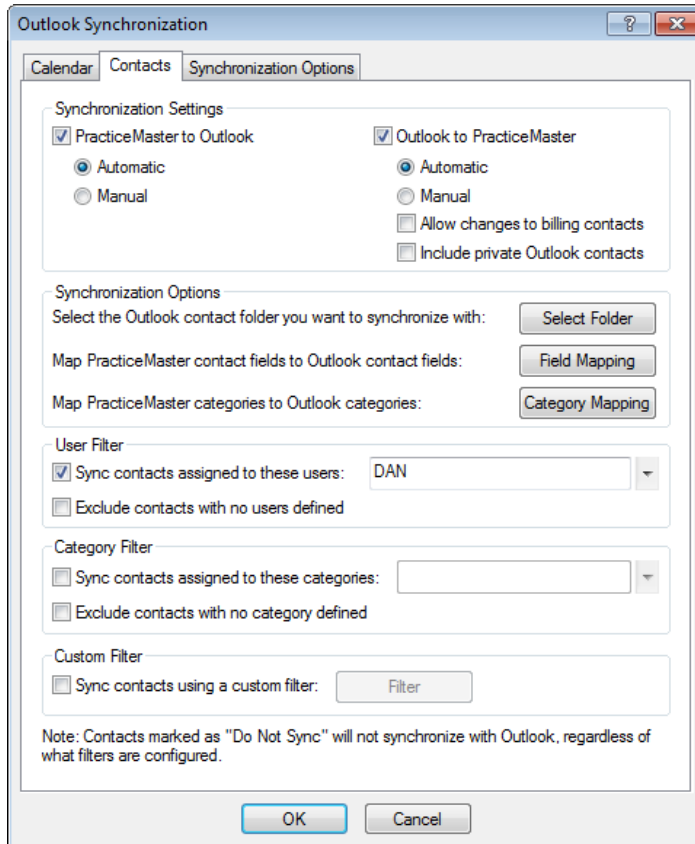 Outlook Synchronization
?
Calendar Contacts Synchronization Options
Synchronization Settings
PracticeMaster to Outlook Outlook to PracticeMaster
Automatic Automatic
Manual Manual
Allow changes to billing contacts
Include private Outlook contacts
Synchronization Options
Select the Outlook contact folder you want to synchronize with: Select Folder
Map PracticeMaster contact fields to Outlook contact fields: Field Mapping
Map PracticeMaster categories to Outlook categories: Category Mapping
User Filter
Sync contacts assigned to these users: DAN
Exclude contacts with no users defined
Category Filter
Sync contacts assigned to these categories:
Exclude contacts with no category defined
Custom Filter
Sync contacts using a custom filter: Filter
Note: Contacts marked as "Do Not Sync" will not synchronize with Outlook, regardless of
what filters are configured.
OK Cancel